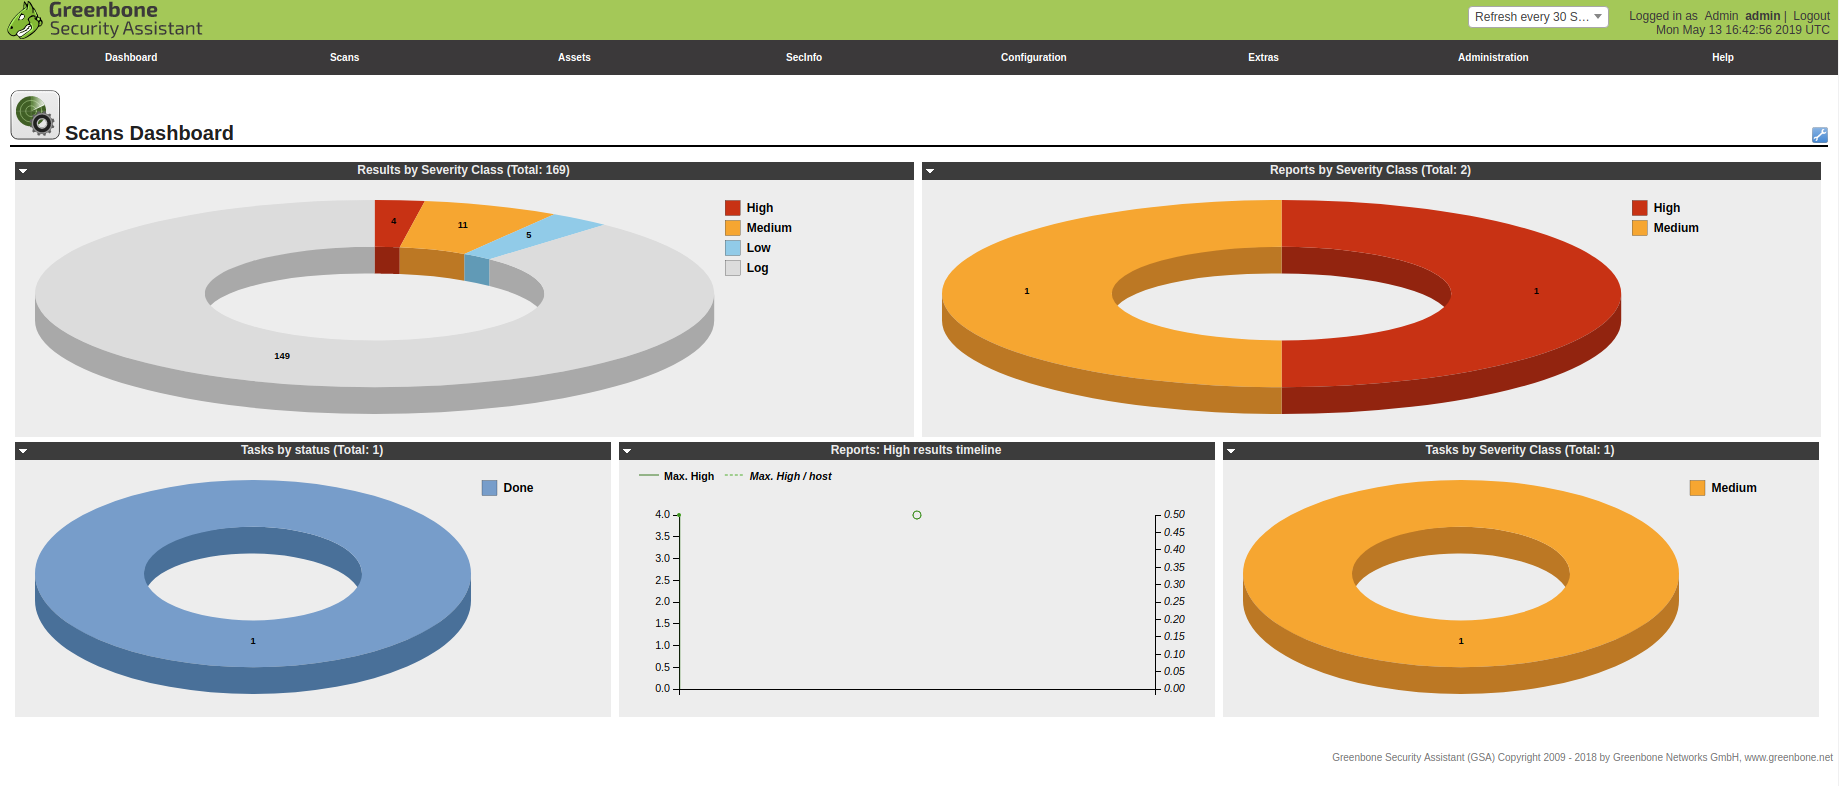 Greenbone
Security Assistant
Refresh every 30 S...
Logged in as Admin admin | Logout
Mon May 13 16:42:56 2019 UTC
Dashboard Scans Assets SecInfo Configuration Extras Administration Help
Scans Dashboard
Results by Severity Class (Total: 169)
4
11
5
149
High
Medium
Low
Log
Reports by Severity Class (Total: 2)
1
1
High
Medium
Tasks by status (Total: 1)
1
Done
Reports: High results timeline
Max. High
Max. High / host
4.0
3.5
3.0
2.5
2.0
1.5
1.0
0.5
0.0
0.50
0.45
0.40
0.35
0.30
0.25
0.20
0.15
0.10
0.05
0.00
Tasks by Severity Class (Total: 1)
1
Medium
Greenbone Security Assistant (GSA) Copyright 2009 - 2018 by Greenbone Networks GmbH, www.greenbone.net